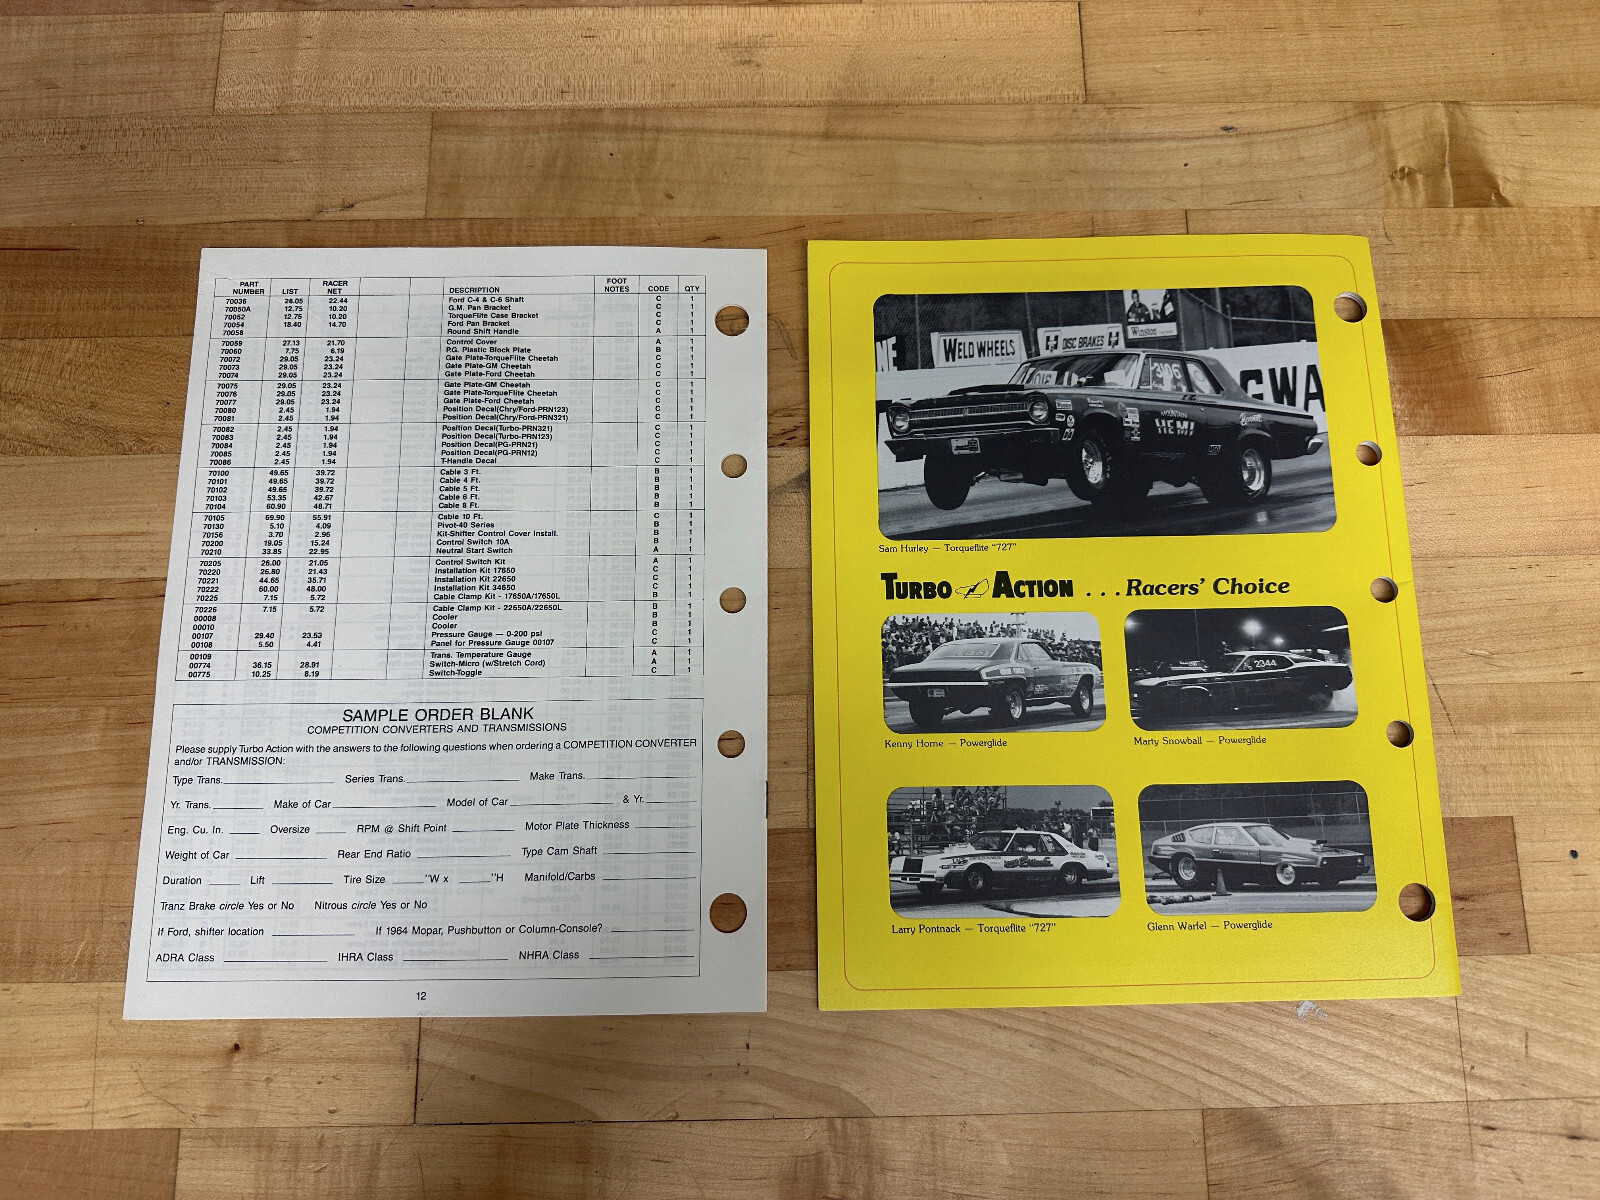 PART NUMBER LIST RACER NET DESCRIPTION FOOT NOTES CODE QTY
70036 28.05 22.44 Ford C-4 & C-6 Shaft C 1
70050A 12.75 10.20 G.M. Pan Bracket C 1
70052 12.75 10.20 TorqueFlite Case Bracket C 1
70054 18.40 14.70 Ford Pan Bracket C 1
70058 Round Shift Handle A 1
70059 27.13 21.70 Control Cover A 1
70060 7.75 6.19 P.G. Plastic Block Plate B 1
70072 29.05 23.24 Gate Plate-TorqueFlite Cheetah C 1
70073 29.05 23.24 Gate Plate-GM Cheetah C 1
70074 29.05 23.24 Gate Plate-Ford Cheetah C 1
70075 29.05 23.24 Gate Plate-GM Cheetah C 1
70076 29.05 23.24 Gate Plate-TorqueFlite Cheetah C 1
70077 29.05 23.24 Gate Plate-Ford Cheetah C 1
70080 2.45 1.94 Position Decal(Chry/Ford-PRN123) C 1
70081 2.45 1.94 Position Decal(Chry/Ford-PRN321) C 1
70082 2.45 1.94 Position Decal(Turbo-PRN321) C 1
70083 2.45 1.94 Position Decal(Turbo-PRN123) C 1
70084 2.45 1.94 Position Decal(PG-PRN21) C 1
70085 2.45 1.94 Position Decal(PG-PRN12) C 1
70086 2.45 1.94 T-Handle Decal C 1
70100 49.65 39.72 Cable 3 Ft. B 1
70101 49.65 39.72 Cable 4 Ft. B 1
70102 49.65 39.72 Cable 5 Ft. B 1
70103 53.35 42.67 Cable 6 Ft. B 1
70104 60.90 48.71 Cable 8 Ft. B 1
70105 69.90 55.91 Cable 10 Ft. C 1
70130 5.10 4.09 Pivot-40 Series B 1
70156 3.70 2.96 Kit-Shifter Control Cover Install. B 1
70200 19.05 15.24 Control Switch 10A B 1
70210 33.85 22.95 Neutral Start Switch A 1
70205 26.00 21.05 Control Switch Kit A 1
70220 26.80 21.43 Installation Kit 17650 C 1
70221 44.65 35.71 Installation Kit 22650 C 1
70222 60.00 48.00 Installation Kit 34650 C 1
70225 7.15 5.72 Cable Clamp Kit - 17650A/17650L B 1
70226 7.15 5.72 Cable Clamp Kit - 22650A/22650L B 1
00008 Cooler B 1
00010 Cooler B 1
00107 29.40 23.53 Pressure Gauge — 0-200 psi C 1
00108 5.50 4.41 Panel for Pressure Gauge 00107 C 1
00109 Trans. Temperature Gauge A 1
00774 36.15 28.91 Switch-Micro (w/Stretch Cord) A 1
00775 10.25 8.19 Switch-Toggle C 1
SAMPLE ORDER BLANK
COMPETITION CONVERTERS AND TRANSMISSIONS
Please supply Turbo Action with the answers to the following questions when ordering a COMPETITION CONVERTER
and/or TRANSMISSION:
Type Trans. Series Trans. Make Trans.
Yr. Trans. Make of Car Model of Car & Yr.
Eng. Cu. In. Oversize RPM @ Shift Point Motor Plate Thickness
Weight of Car Rear End Ratio Type Cam Shaft
Duration Lift Tire Size "W x "H Manifold/Carbs
Tranz Brake circle Yes or No Nitrous circle Yes or No
If Ford, shifter location If 1964 Mopar, Pushbutton or Column-Console?
ADRA Class IHRA Class NHRA Class
12
Winston
WELD WHEELS
DISC BRAKES
GWA
3106
MOUNTAIN
HEMI
Sam Hurley — Torqueflite "727"
TURBO ACTION ... Racers' Choice
2344
Kenny Horne — Powerglide
Marty Snowball — Powerglide
Larry Pontnack — Torqueflite "727"
Glenn Warfel — Powerglide